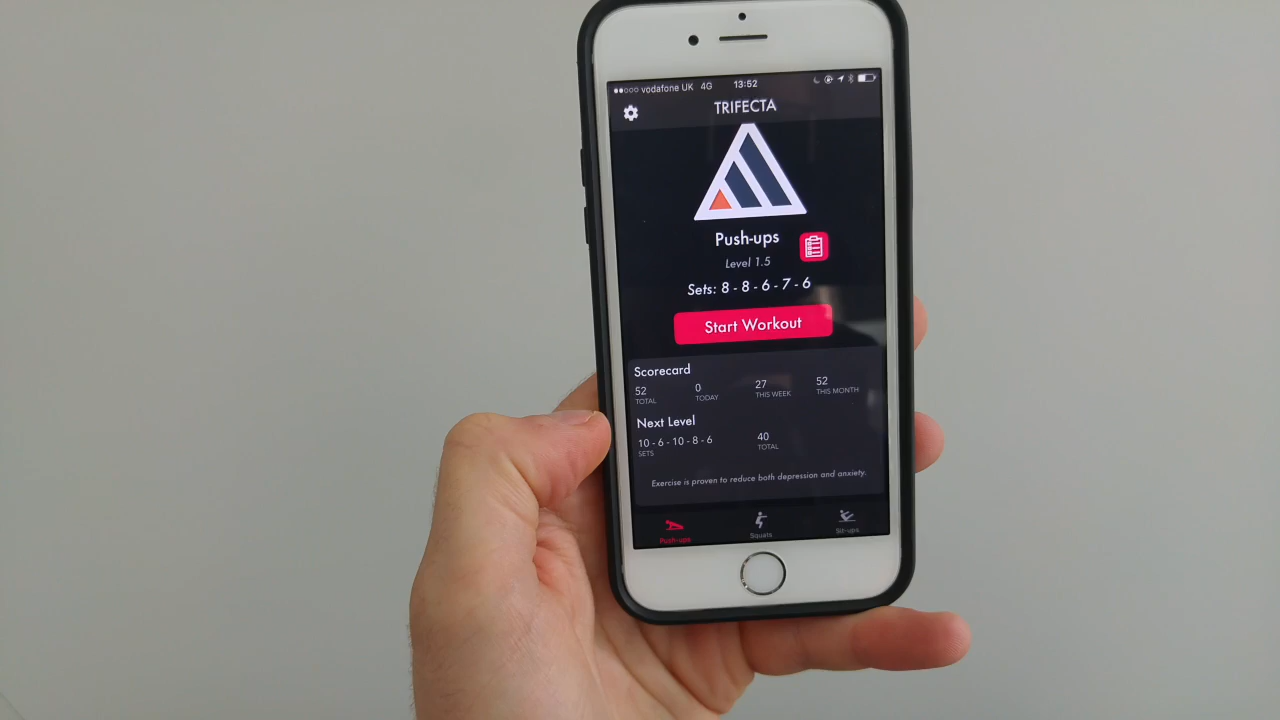 vodafone UK 4G 13:52
TRIFECTA
Push-ups
Level 1.5
Sets: 8 - 8 - 6 - 7 - 6
Start Workout
Scorecard
52 0 27 52
TOTAL TODAY THIS WEEK THIS MONTH
Next Level
10 - 6 - 10 - 8 - 6 40
SETS TOTAL
Exercise is proven to reduce both depression and anxiety.
Push-ups Squats Sit-ups